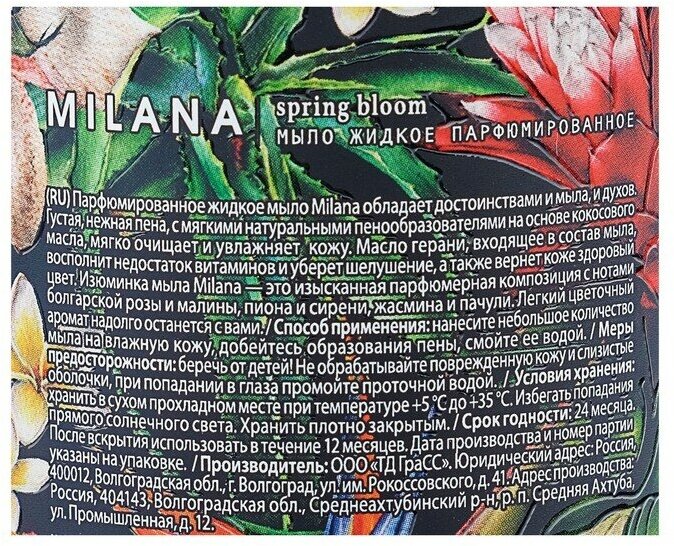 MILANA
spring bloom
МЫЛО ЖИДКОЕ ПАРФЮМИРОВАННОЕ
(RU) Парфюмированное жидкое мыло Milana обладает достоинствами и мыла, и духов.
Густая, нежная пена, с мягкими натуральными пенообразователями на основе кокосового
масла, мягко очищает и увлажняет кожу. Масло герани, входящее в состав мыла,
восполнит недостаток витаминов и уберет шелушение, а также вернет коже здоровый
цвет. Изюминка мыла Milana — это изысканная парфюмерная композиция с нотами
болгарской розы и малины, пиона и сирени, жасмина и пачули. Легкий цветочный
аромат надолго останется с вами. / Способ применения: нанесите небольшое количество
мыла на влажную кожу, добейтесь образования пены, смойте ее водой. / Меры
предосторожности: беречь от детей! Не обрабатывайте поврежденную кожу и слизистые
оболочки, при попадании в глаза промойте проточной водой. / Условия хранения:
хранить в сухом прохладном месте при температуре +5 °С до +35 °С. Избегать попадания
прямого солнечного света. Хранить плотно закрытым. / Срок годности: 24 месяца.
После вскрытия использовать в течение 12 месяцев. Дата производства и номер партии
указаны на упаковке. / Производитель: ООО «ТД ГраСС». Юридический адрес: Россия,
400012, Волгоградская обл., г. Волгоград, ул. им. Рокоссовского, д. 41. Адрес производства:
Россия, 404143, Волгоградская обл., Среднеахтубинский р-н, р. п. Средняя Ахтуба,
ул. Промышленная, д. 12.